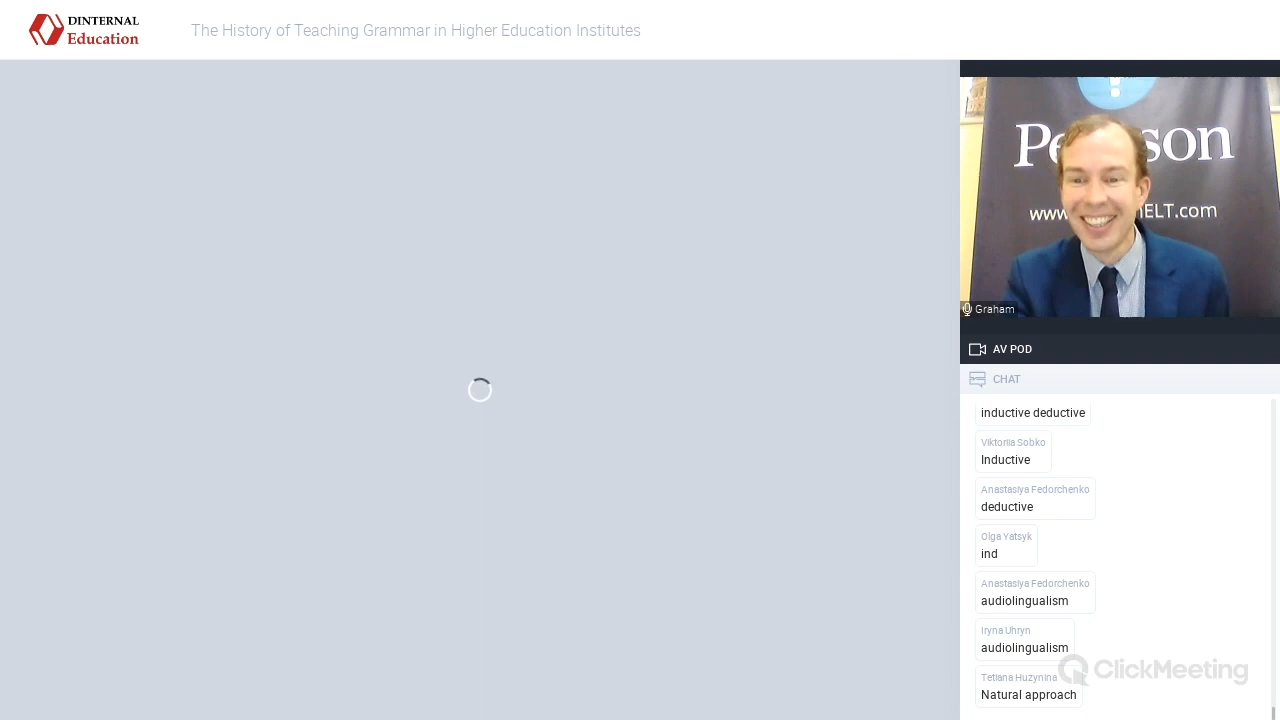 DINTERNAL
Education
The History of Teaching Grammar in Higher Education Institutes
www. ELT.com
Graham
AV POD
CHAT
inductive deductive
Viktoriia Sobko
Inductive
Anastasiya Fedorchenko
deductive
Olga Yatsyk
ind
Anastasiya Fedorchenko
audiolingualism
Iryna Uhryn
audiolingualism
Tetiana Huzynina
Natural approach
ClickMeeting